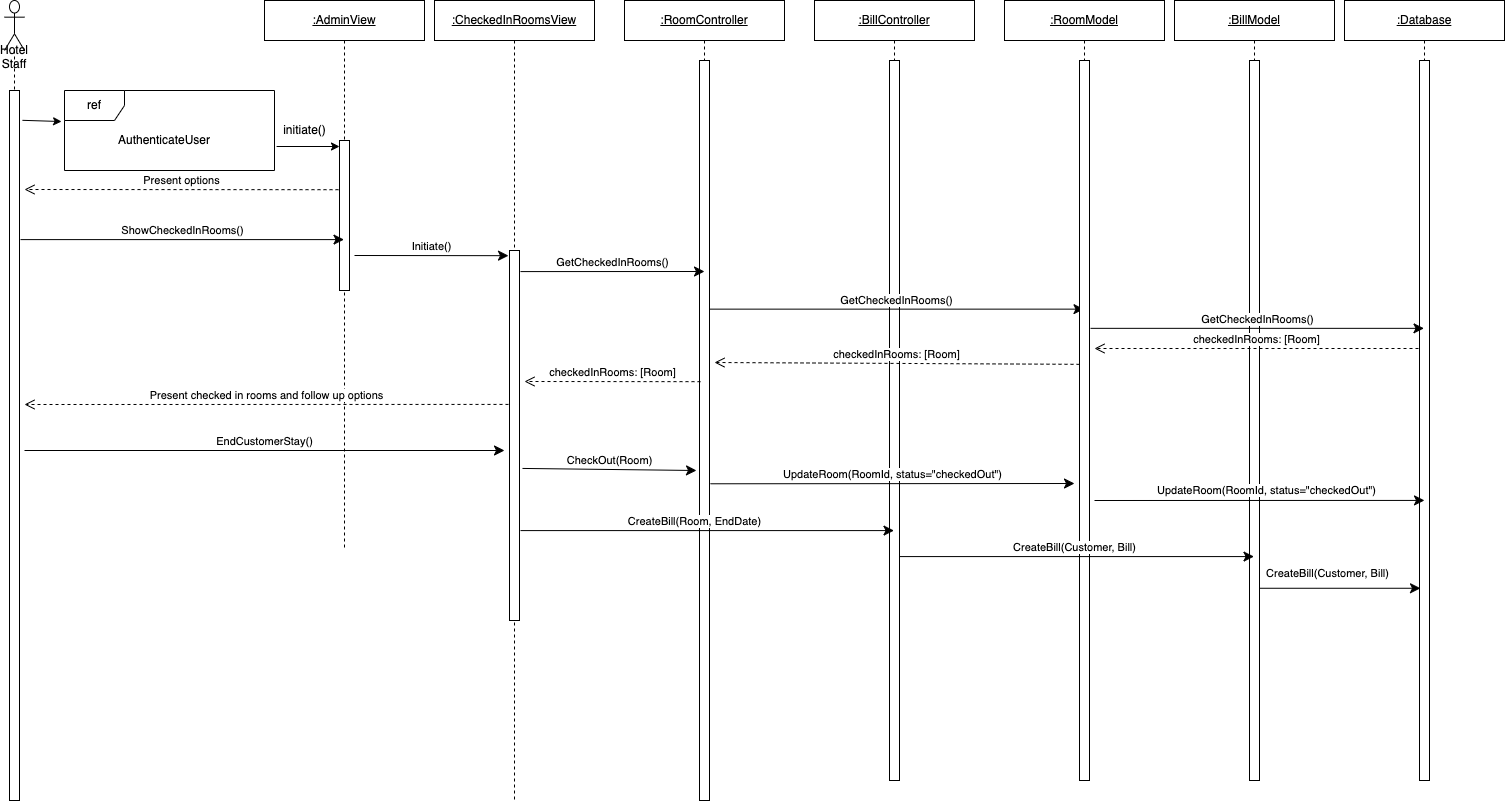 :AdminView
:CheckedInRoomsView
:RoomController
:BillController
:RoomModel
:BillModel
:Database
Hotel
Staff
ref
AuthenticateUser
initiate()
Present options
ShowCheckedInRooms()
Initiate()
GetCheckedInRooms()
GetCheckedInRooms()
GetCheckedInRooms()
checkedInRooms: [Room]
checkedInRooms: [Room]
checkedInRooms: [Room]
Present checked in rooms and follow up options
EndCustomerStay()
CheckOut(Room)
UpdateRoom(RoomId, status="checkedOut")
UpdateRoom(RoomId, status="checkedOut")
CreateBill(Room, EndDate)
CreateBill(Customer, Bill)
CreateBill(Customer, Bill)